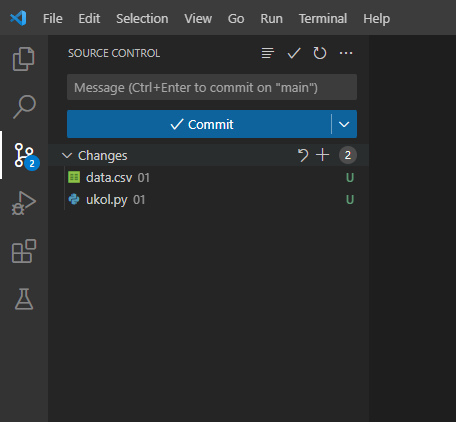 File Edit Selection View Go Run Terminal Help
SOURCE CONTROL
Message (Ctrl+Enter to commit on "main")
Commit
Changes 2
2
data.csv 01 U
ukol.py 01 U